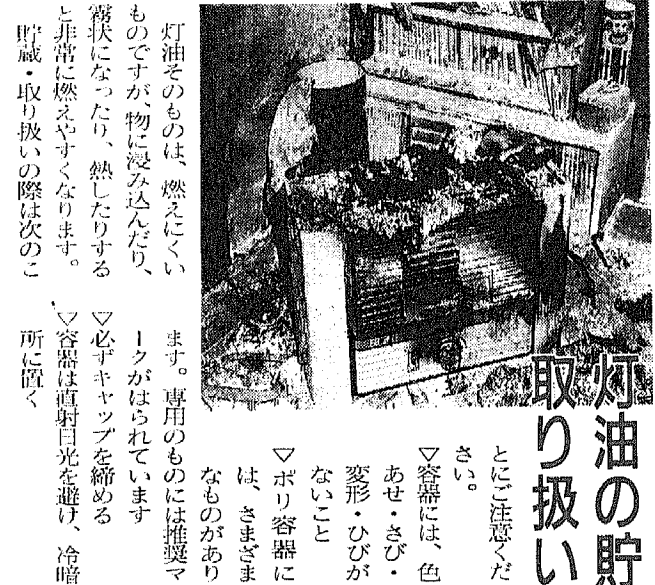 灯油の貯
取り扱い
灯油そのものは、燃えにくい
ものですが、物に浸み込んだり、
霧状になったり、熱したりする
と非常に燃えやすくなります。
貯蔵・取り扱いの際は次のこ
とにご注意くだ
さい。
▽容器には、色
あせ・さび・
変形・ひびが
ないこと
▽ポリ容器に
は、さまざま
なものがあり
ます。専用のものには推奨マ
ークがはられています
▽必ずキャップを締める
▽容器は直射日光を避け、冷暗
所に置く